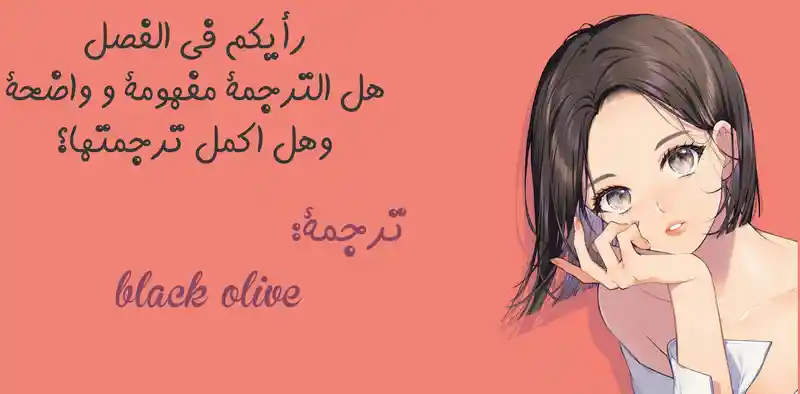 رأيكم في الفصل
هل الترجمة مفهومة و واضحة
وهل اكمل ترجمتها؟
ترجمة:
black olive